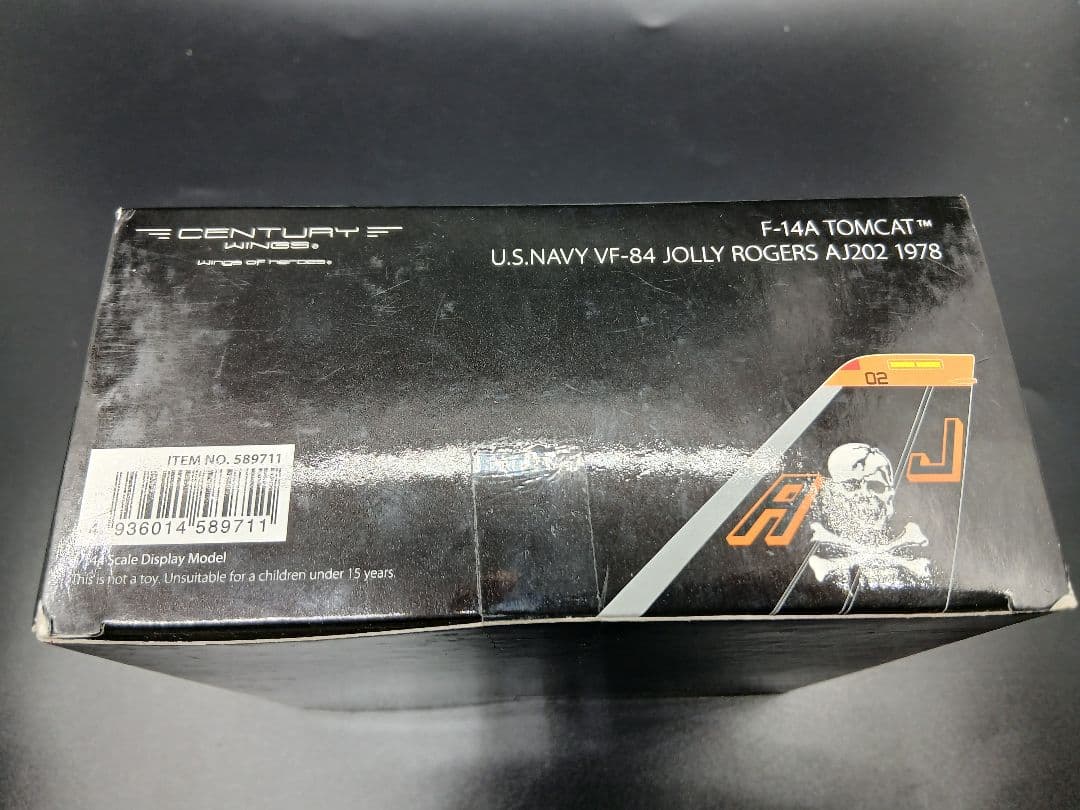 CENTURY
WINGS®
wings of heroes®
F-14A TOMCAT™
U.S.NAVY VF-84 JOLLY ROGERS AJ202 1978
02
A J
ITEM NO. 589711
4 936014 589711
Scale Display Model
This is not a toy. Unsuitable for a children under 15 years.